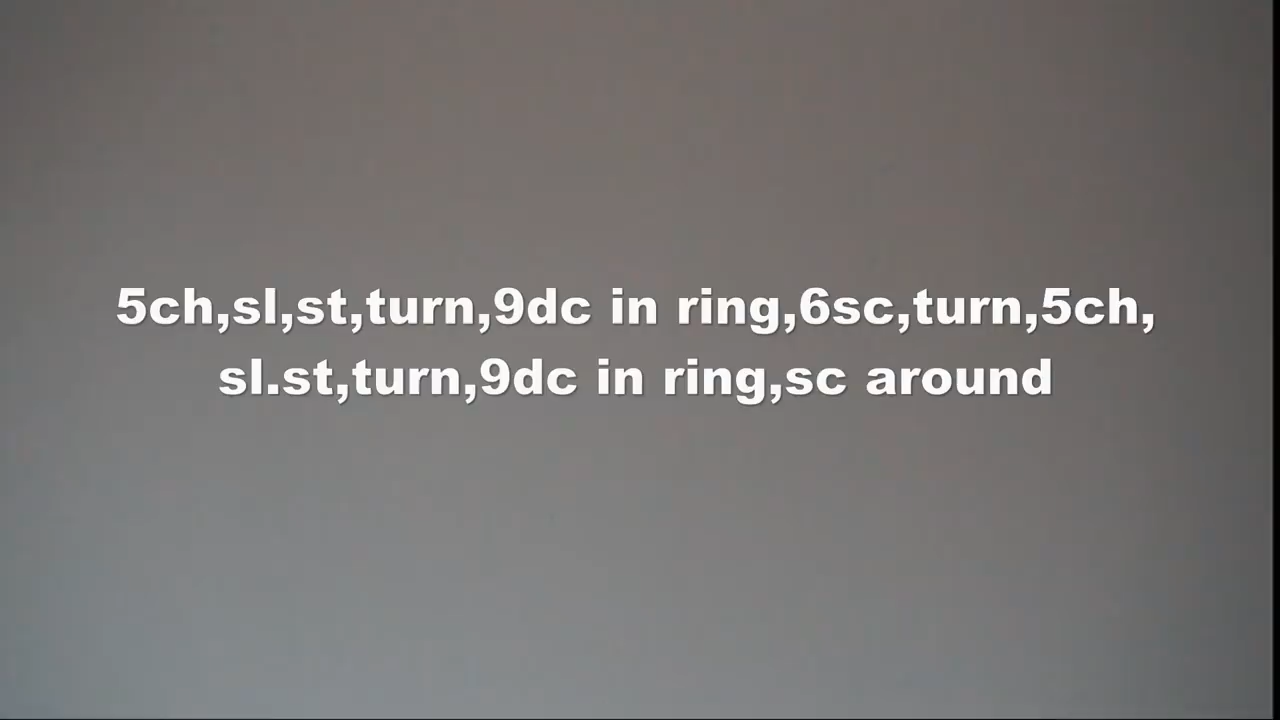 5ch,sl,st,turn,9dc in ring,6sc,turn,5ch,
sl.st,turn,9dc in ring,sc around